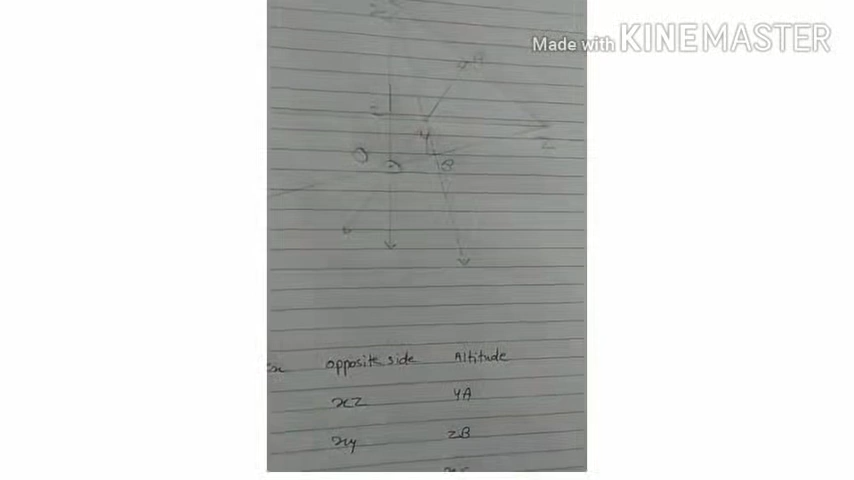 Made with KINEMASTER
Z
A
Y
Z
O
B
opposite side Altitude
xz YA
xy ZB